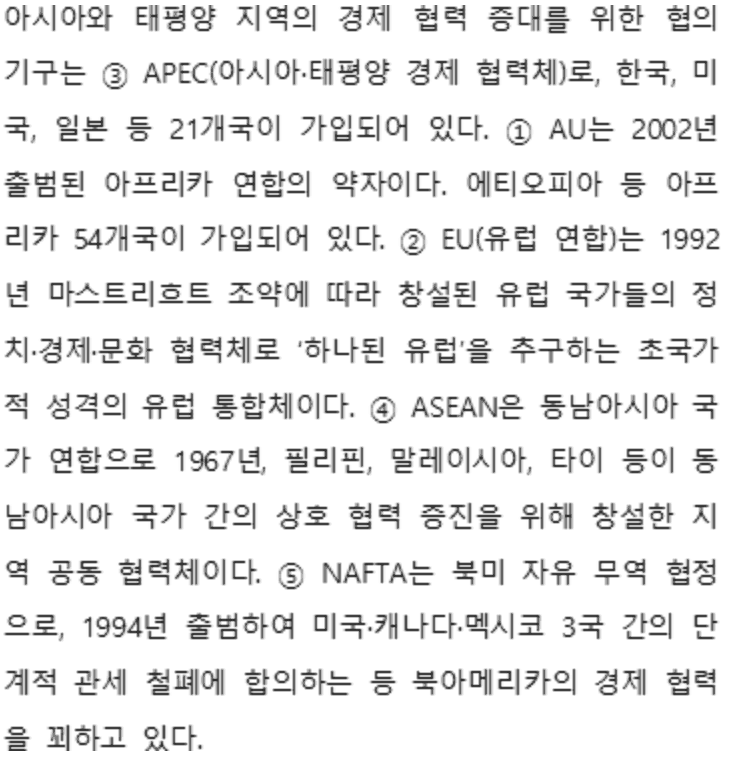 아시아와 태평양 지역의 경제 협력 증대를 위한 협의
기구는 ③ APEC(아시아·태평양 경제 협력체)로, 한국, 미
국, 일본 등 21개국이 가입되어 있다. ① AU는 2002년
출범된 아프리카 연합의 약자이다. 에티오피아 등 아프
리카 54개국이 가입되어 있다. ② EU(유럽 연합)는 1992
년 마스트리흐트 조약에 따라 창설된 유럽 국가들의 정
치·경제·문화 협력체로 ‘하나된 유럽’을 추구하는 초국가
적 성격의 유럽 통합체이다. ④ ASEAN은 동남아시아 국
가 연합으로 1967년, 필리핀, 말레이시아, 타이 등이 동
남아시아 국가 간의 상호 협력 증진을 위해 창설한 지
역 공동 협력체이다. ⑤ NAFTA는 북미 자유 무역 협정
으로, 1994년 출범하여 미국·캐나다·멕시코 3국 간의 단
계적 관세 철폐에 합의하는 등 북아메리카의 경제 협력
을 꾀하고 있다.